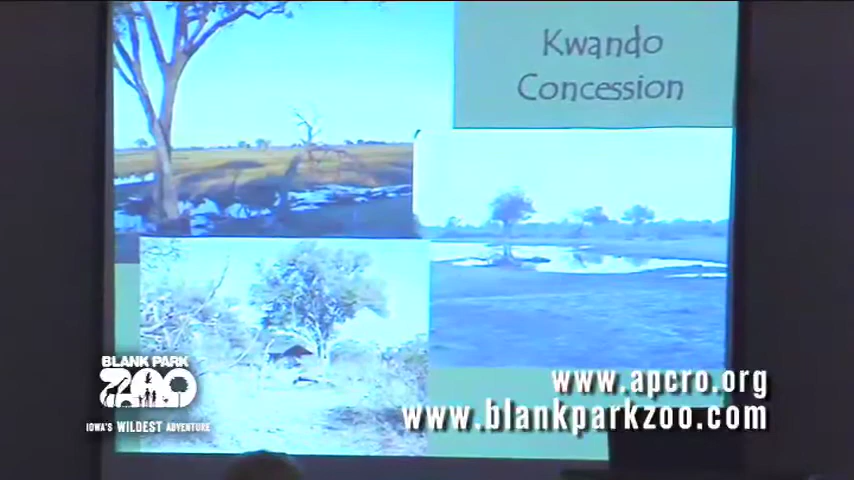 Kwando
Concession
BLANK PARK
ZOO
IOWA'S WILDEST ADVENTURE
www.apcro.org
www.blankparkzoo.com